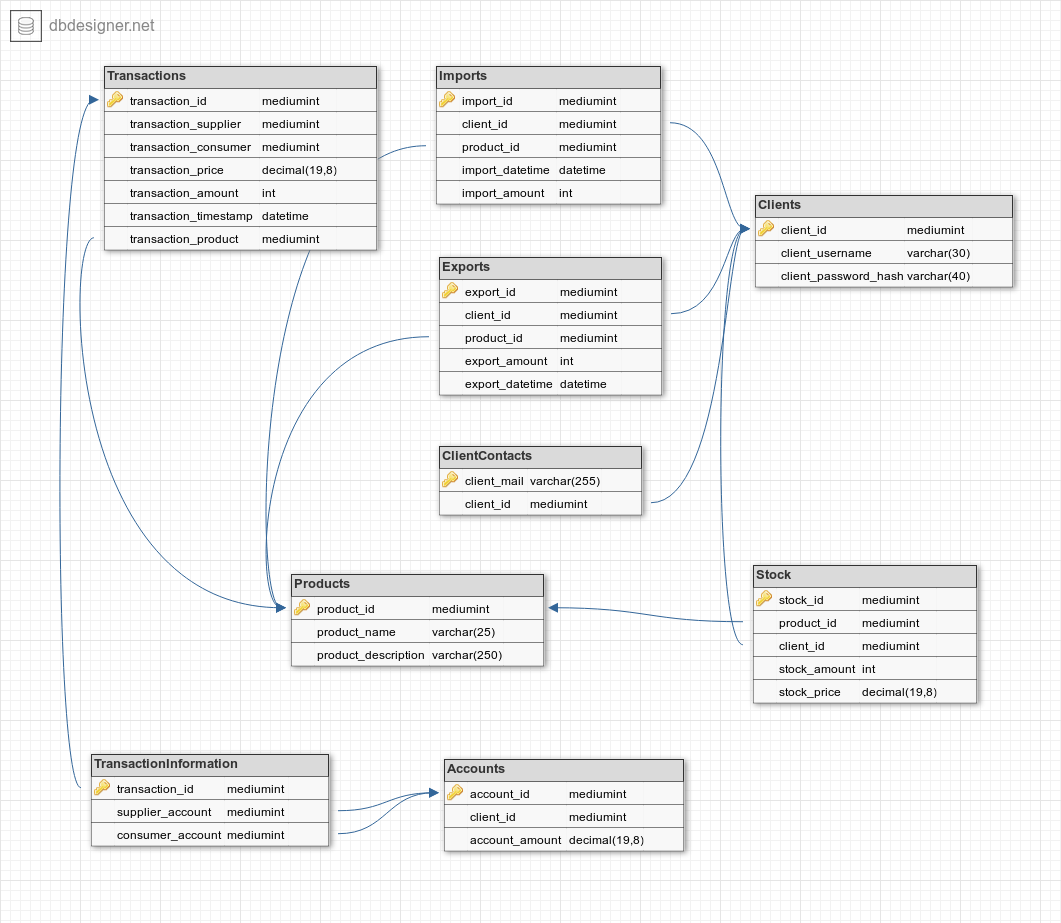 dbdesigner.net
Transactions
transaction_id mediumint
transaction_supplier mediumint
transaction_consumer mediumint
transaction_price decimal(19,8)
transaction_amount int
transaction_timestamp datetime
transaction_product mediumint
Imports
import_id mediumint
client_id mediumint
product_id mediumint
import_datetime datetime
import_amount int
Clients
client_id mediumint
client_username varchar(30)
client_password_hash varchar(40)
Exports
export_id mediumint
client_id mediumint
product_id mediumint
export_amount int
export_datetime datetime
ClientContacts
client_mail varchar(255)
client_id mediumint
Products
product_id mediumint
product_name varchar(25)
product_description varchar(250)
Stock
stock_id mediumint
product_id mediumint
client_id mediumint
stock_amount int
stock_price decimal(19,8)
TransactionInformation
transaction_id mediumint
supplier_account mediumint
consumer_account mediumint
Accounts
account_id mediumint
client_id mediumint
account_amount decimal(19,8)